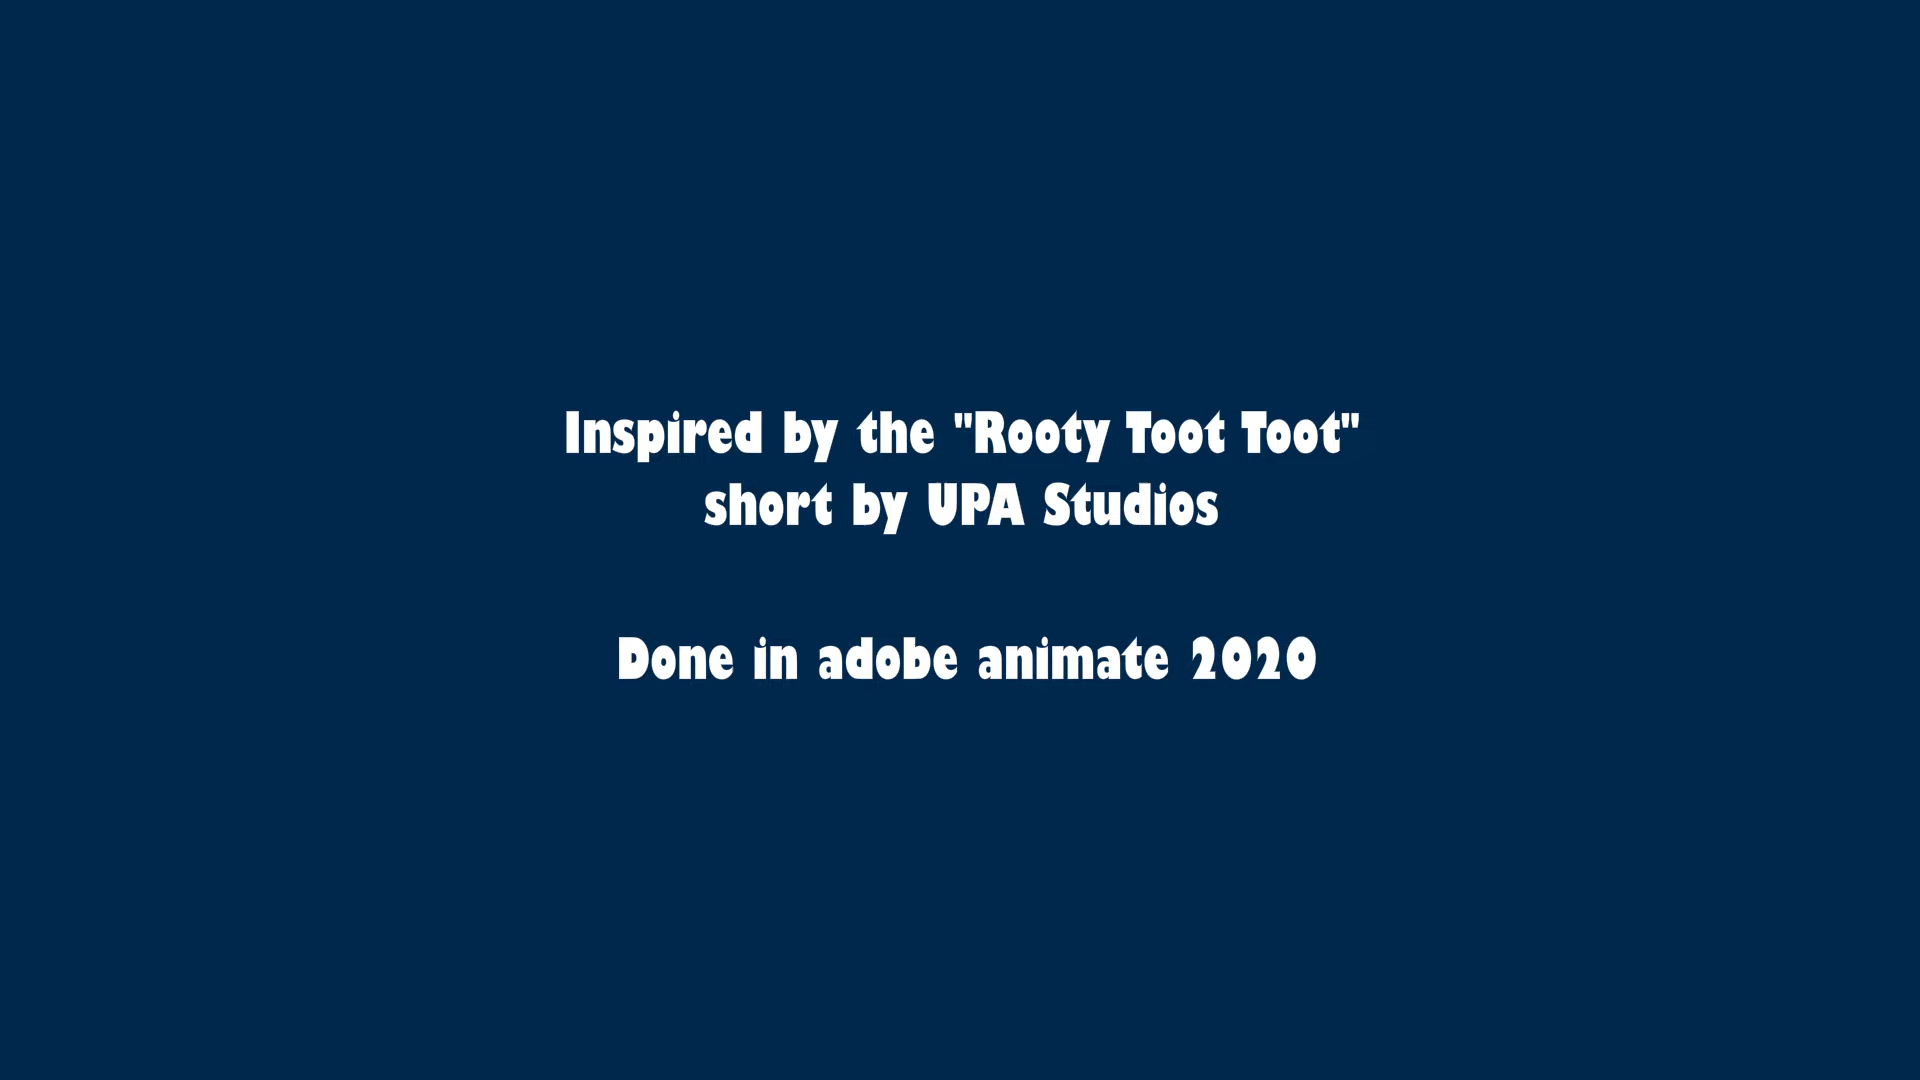 Inspired by the "Rooty Toot Toot"
short by UPA Studios
Done in adobe animate 2020